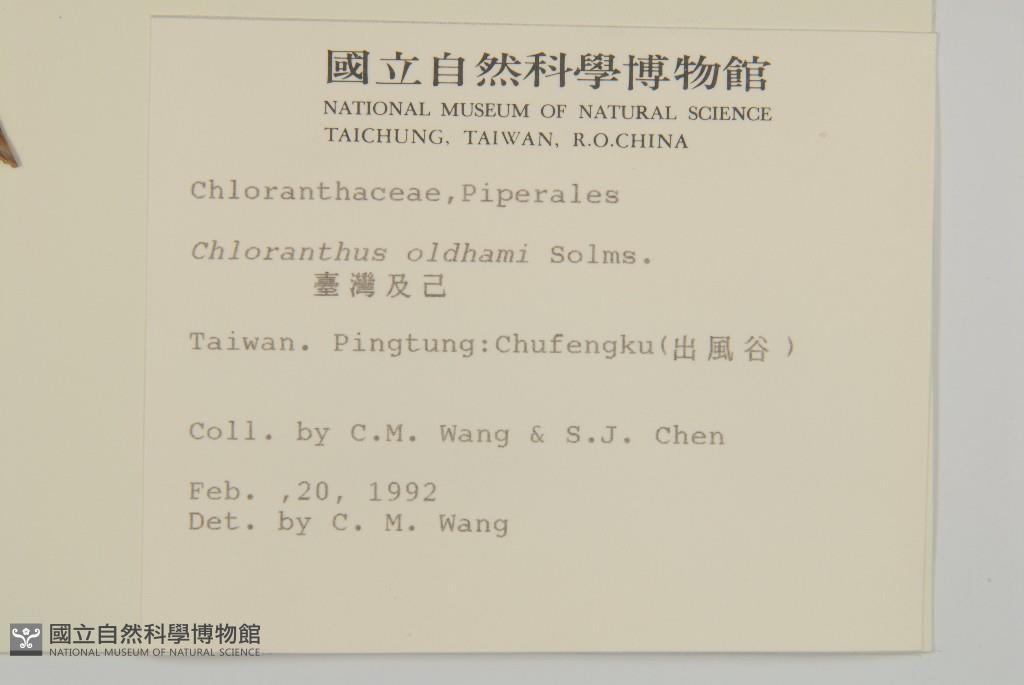 國立自然科學博物館
NATIONAL MUSEUM OF NATURAL SCIENCE
TAICHUNG, TAIWAN, R.O.CHINA
Chloranthaceae,Piperales
Chloranthus oldhami Solms.
臺灣及己
Taiwan. Pingtung:Chufengku(出風谷)
Coll. by C.M. Wang & S.J. Chen
Feb. ,20, 1992
Det. by C. M. Wang
國立自然科學博物館
NATIONAL MUSEUM OF NATURAL SCIENCE